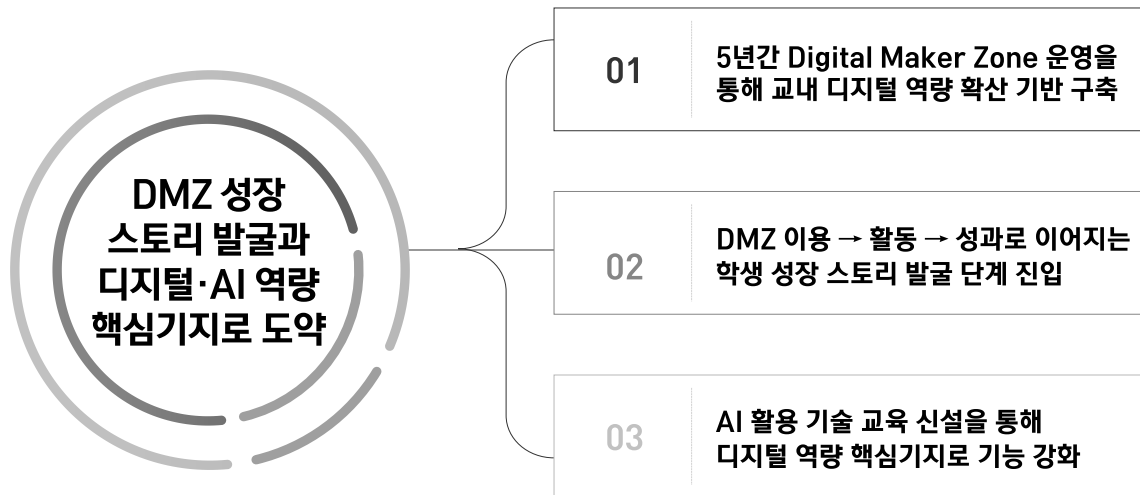 DMZ 성장
스토리 발굴과
디지털·AI 역량
핵심기지로 도약
01
5년간 Digital Maker Zone 운영을
통해 교내 디지털 역량 확산 기반 구축
02
DMZ 이용 → 활동 → 성과로 이어지는
학생 성장 스토리 발굴 단계 진입
03
AI 활용 기술 교육 신설을 통해
디지털 역량 핵심기지로 기능 강화